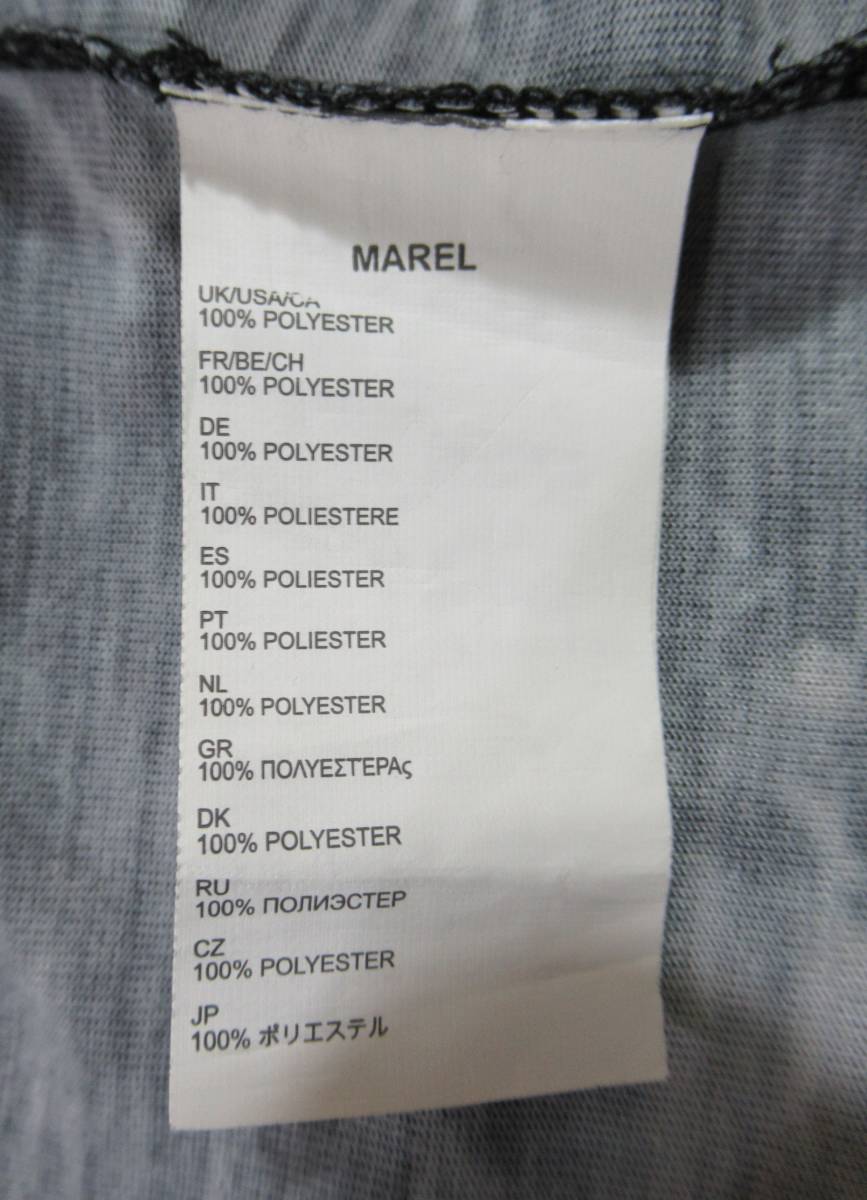 MAREL
UK/USA/CA
100% POLYESTER
FR/BE/CH
100% POLYESTER
DE
100% POLYESTER
IT
100% POLIESTERE
ES
100% POLIESTER
PT
100% POLIESTER
NL
100% POLYESTER
GR
100% ΠΟΛΥΕΣΤΕΡΑς
DK
100% POLYESTER
RU
100% ПОЛИЭСТЕР
CZ
100% POLYESTER
JP
100% ポリエステル